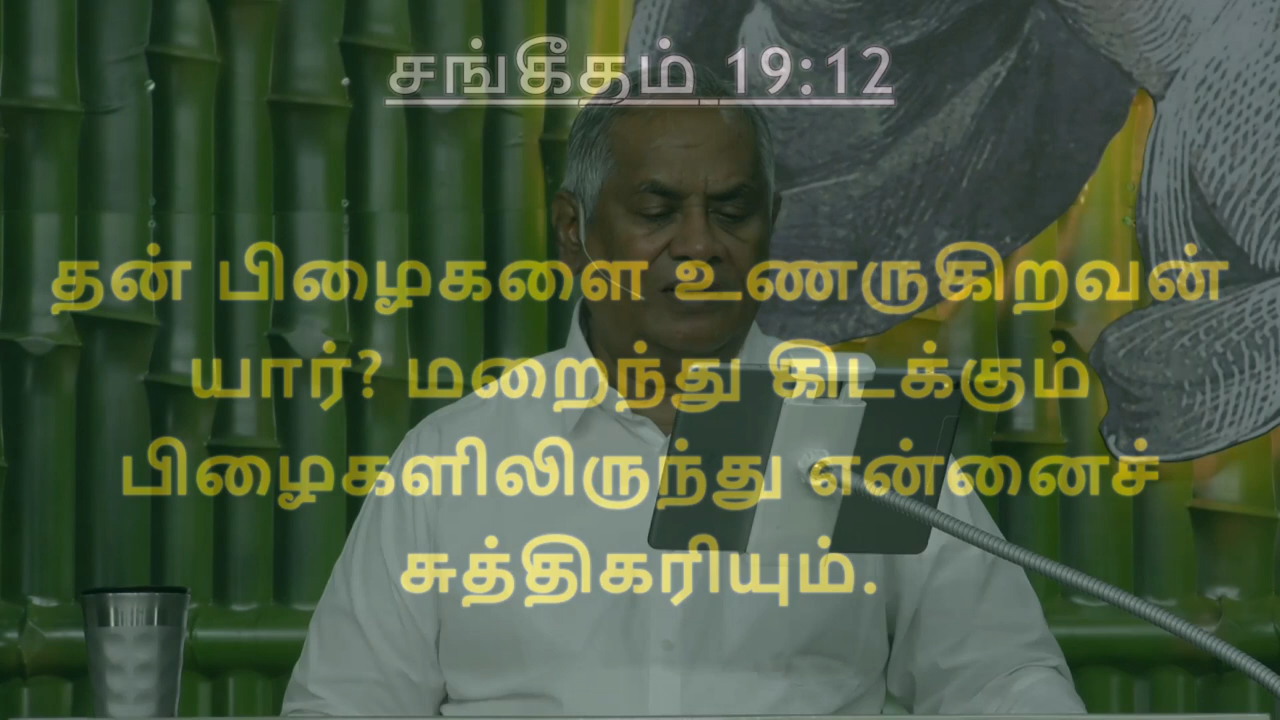 சங்கீதம் 19:12
தன் பிழைகளை உணருகிறவன்
யார்? மறைந்து கிடக்கும்
பிழைகளிலிருந்து என்னைச்
சுத்திகரியும்.